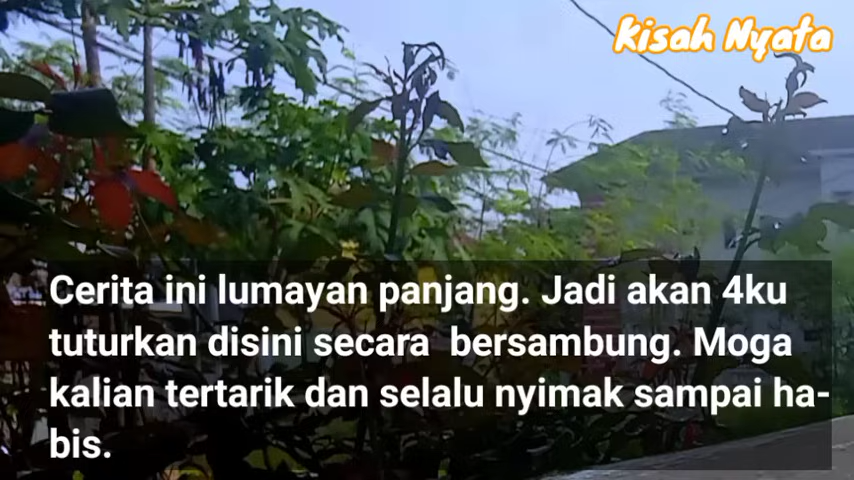 Kisah Nyata
Cerita ini lumayan panjang. Jadi akan 4ku
tuturkan disini secara  bersambung. Moga
kalian tertarik dan selalu nyimak sampai ha-
bis.